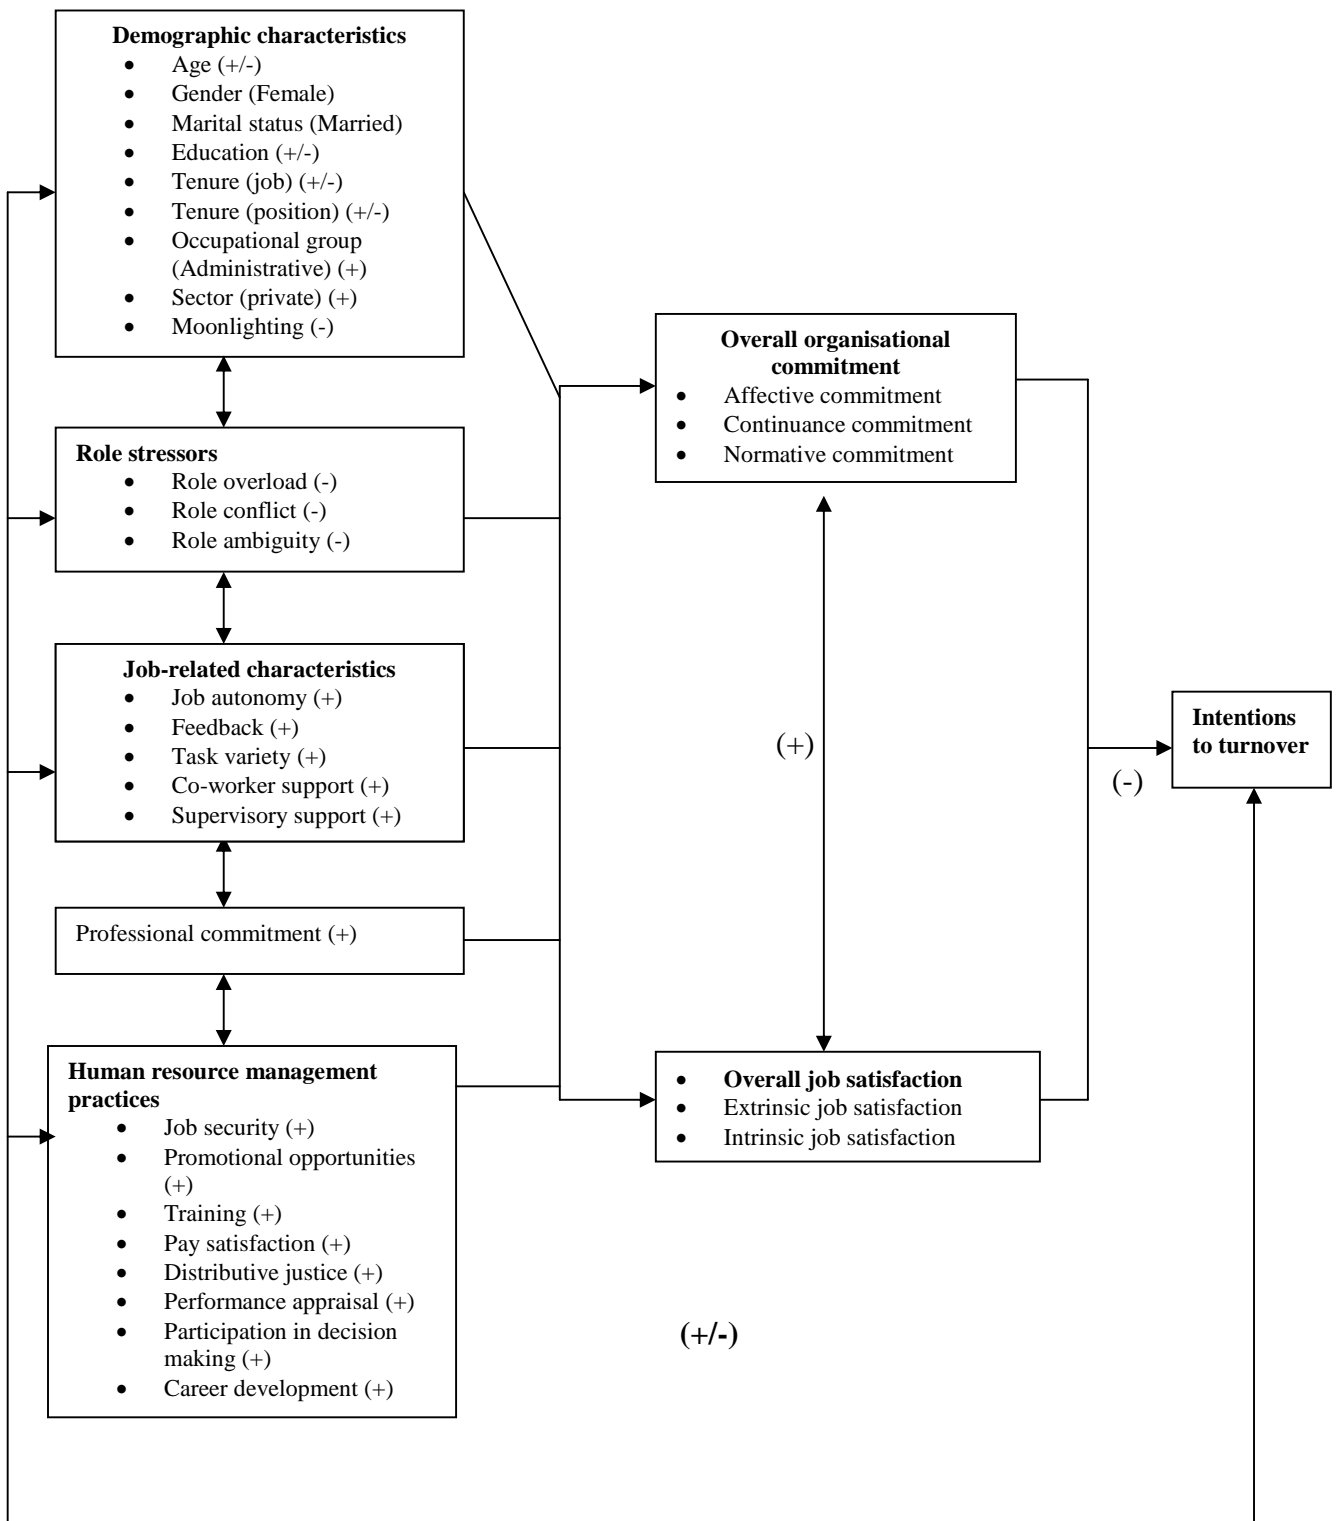 Demographic characteristics
• Age (+/-)
• Gender (Female)
• Marital status (Married)
• Education (+/-)
• Tenure (job) (+/-)
• Tenure (position) (+/-)
• Occupational group
(Administrative) (+)
• Sector (private) (+)
• Moonlighting (-)
Role stressors
• Role overload (-)
• Role conflict (-)
• Role ambiguity (-)
Job-related characteristics
• Job autonomy (+)
• Feedback (+)
• Task variety (+)
• Co-worker support (+)
• Supervisory support (+)
Professional commitment (+)
Human resource management
practices
• Job security (+)
• Promotional opportunities
(+)
• Training (+)
• Pay satisfaction (+)
• Distributive justice (+)
• Performance appraisal (+)
• Participation in decision
making (+)
• Career development (+)
Overall organisational
commitment
• Affective commitment
• Continuance commitment
• Normative commitment
(+)
• Overall job satisfaction
• Extrinsic job satisfaction
• Intrinsic job satisfaction
(+/-)
(-)
Intentions
to turnover